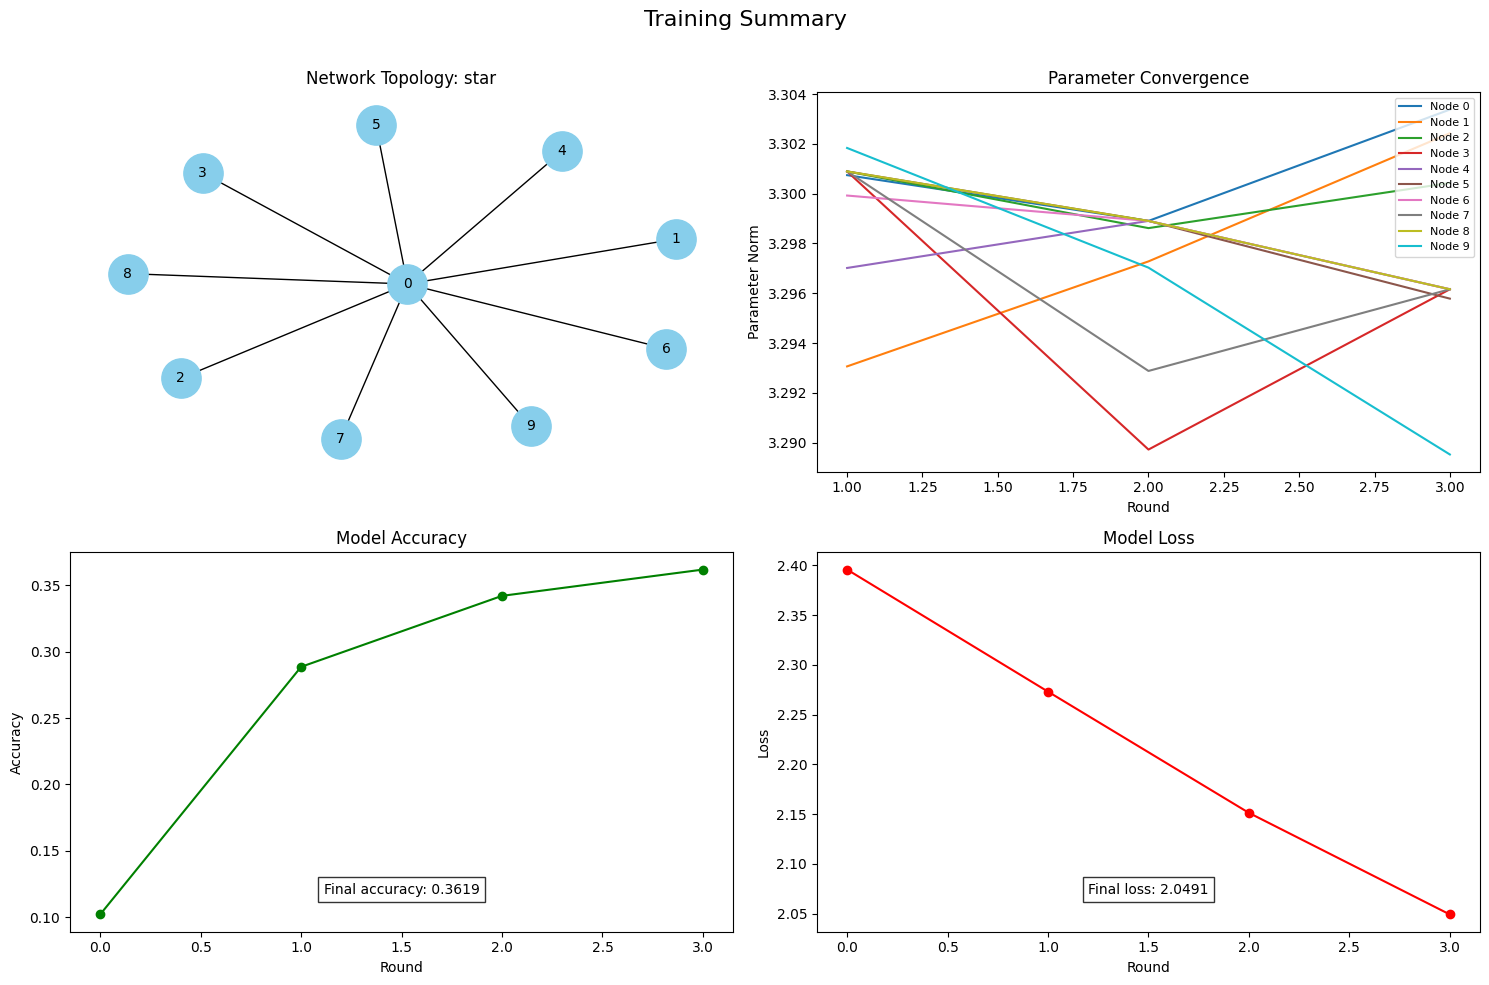 Training Summary
Network Topology: star
5
4
3
1
8
0
6
2
9
7
Parameter Convergence
3.304
3.302
3.300
3.298
3.296
3.294
3.292
3.290
Parameter Norm
Node 0
Node 1
Node 2
Node 3
Node 4
Node 5
Node 6
Node 7
Node 8
Node 9
1.00 1.25 1.50 1.75 2.00 2.25 2.50 2.75 3.00
Round
Model Accuracy
0.35
0.30
0.25
0.20
0.15
0.10
Accuracy
Final accuracy: 0.3619
0.0 0.5 1.0 1.5 2.0 2.5 3.0
Round
Model Loss
2.40
2.35
2.30
2.25
2.20
2.15
2.10
2.05
Loss
Final loss: 2.0491
0.0 0.5 1.0 1.5 2.0 2.5 3.0
Round